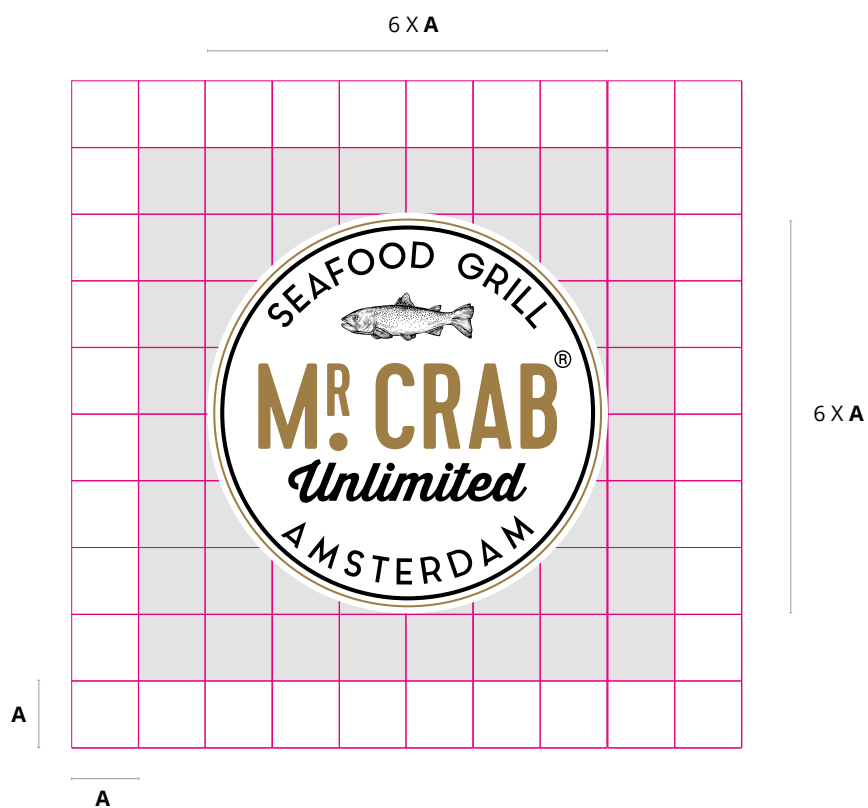 6 X A
SEAFOOD GRILL
®
MR. CRAB
Unlimited
AMSTERDAM
6 X A
A
A